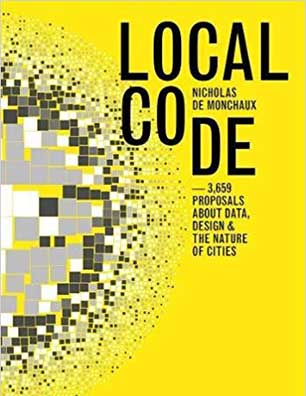 LOCAL
NICHOLAS
DE MONCHAUX
CO
DE
— 3,659
PROPOSALS
ABOUT DATA,
DESIGN &
THE NATURE
OF CITIES